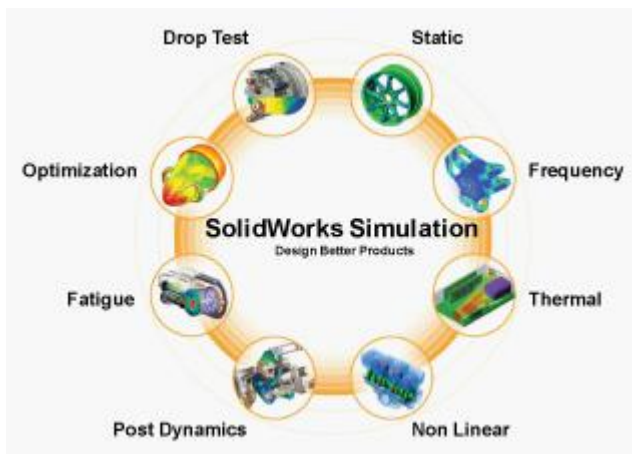 Drop Test
Static
Optimization
Frequency
SolidWorks Simulation
Design Better Products
Fatigue
Thermal
Post Dynamics
Non Linear